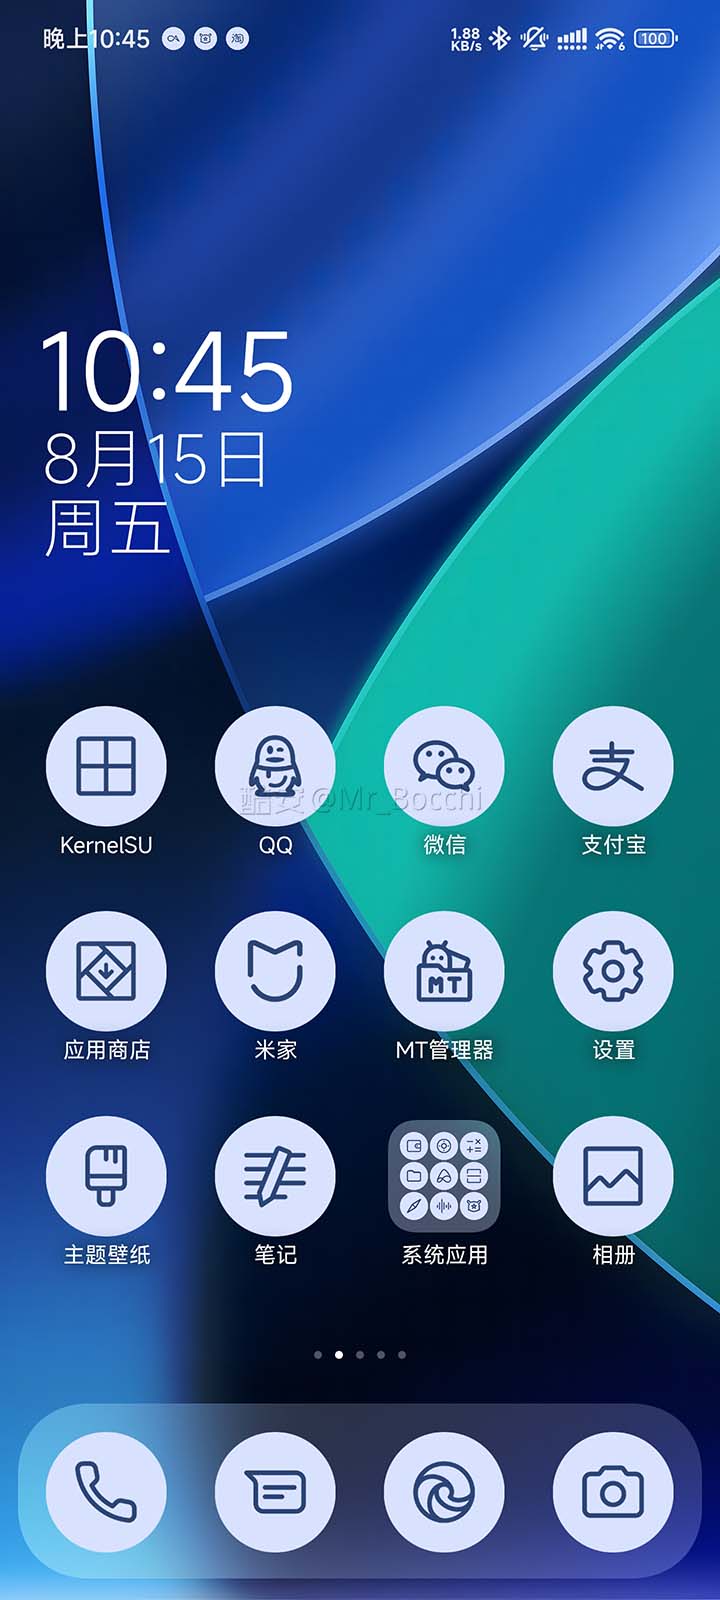 晚上10:45
淘
1.88
KB/s
6
100
10:45
8月15日
周五
KernelSU
QQ
微信
支
支付宝
酷安 @Mr_Bocchi
应用商店
米家
MT
MT管理器
设置
主题壁纸
笔记
系统应用
相册